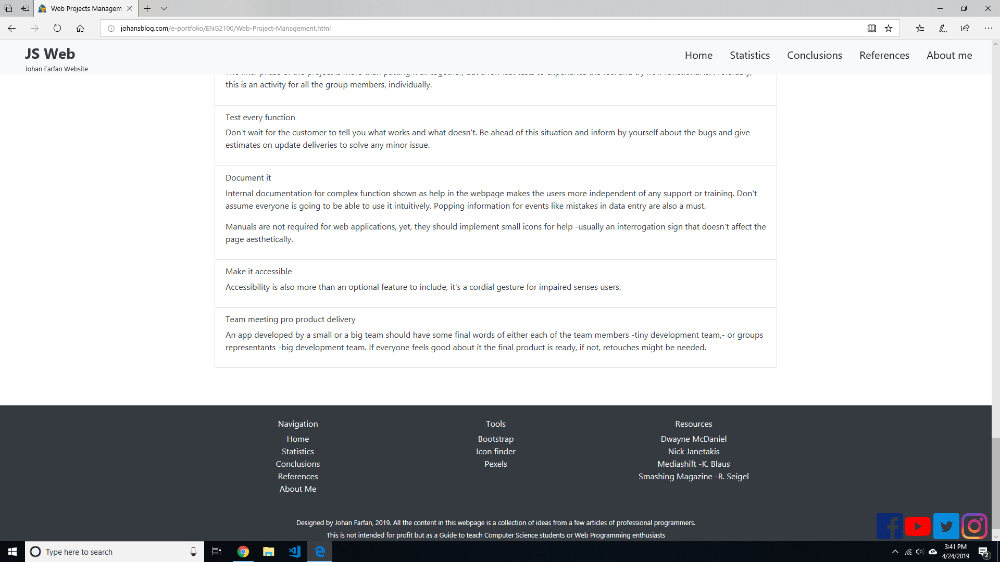 Web Projects Managem
johansblog.com/e-portfolio/ENG2100/Web-Project-Management.html
JS Web
Johan Farfan Website
Home Statistics Conclusions References About me
this is an activity for all the group members, individually.
Test every function
Don't wait for the customer to tell you what works and what doesn't. Be ahead of this situation and inform by yourself about the bugs and give
estimates on update deliveries to solve any minor issue.
Document it
Internal documentation for complex function shown as help in the webpage makes the users more independent of any support or training. Don't
assume everyone is going to be able to use it intuitively. Popping information for events like mistakes in data entry are also a must.
Manuals are not required for web applications, yet, they should implement small icons for help -usually an interrogation sign that doesn't affect the
page aesthetically.
Make it accessible
Accessibility is also more than an optional feature to include, it's a cordial gesture for impaired senses users.
Team meeting pro product delivery
An app developed by a small or a big team should have some final words of either each of the team members -tiny development team,- or groups
representants -big development team. If everyone feels good about it the final product is ready, if not, retouches might be needed.
Navigation
Home
Statistics
Conclusions
References
About Me
Tools
Bootstrap
Icon finder
Pexels
Resources
Dwayne McDaniel
Nick Janetakis
Mediashift -K. Blaus
Smashing Magazine -B. Seigel
Designed by Johan Farfan, 2019. All the content in this webpage is a collection of ideas from a few articles of professional programmers.
This is not intended for profit but as a Guide to teach Computer Science students or Web Programming enthusiasts
Type here to search
3:41 PM
4/24/2019
2